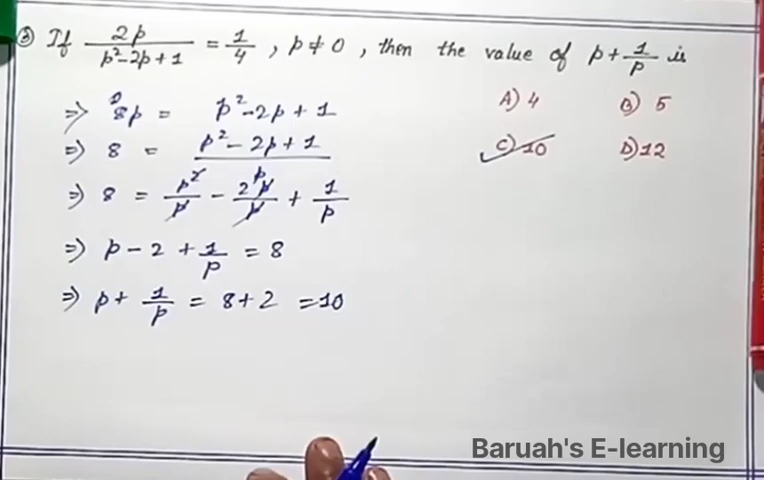 ③ If 2p / p²-2p+1 = 1/4 , p≠0 , then the value of p+1/p is
A) 4 B) 5
⇒ 8p = p²-2p+1
C) 10 D) 12
⇒ 8 = p²-2p+1
⇒ 8 = p²/p - 2p/p + 1/p
⇒ p-2+1/p = 8
⇒ p+1/p = 8+2 =10
Baruah's E-learning